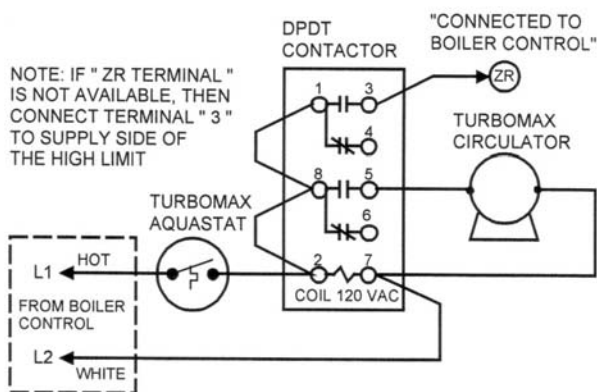 DPDT
CONTACTOR
"CONNECTED TO
BOILER CONTROL"
NOTE: IF " ZR TERMINAL "
IS NOT AVAILABLE, THEN
CONNECT TERMINAL " 3 "
TO SUPPLY SIDE OF
THE HIGH LIMIT
1
3
ZR
4
TURBOMAX
CIRCULATOR
8
5
6
TURBOMAX
AQUASTAT
2
7
COIL 120 VAC
L1
HOT
FROM BOILER
CONTROL
L2
WHITE